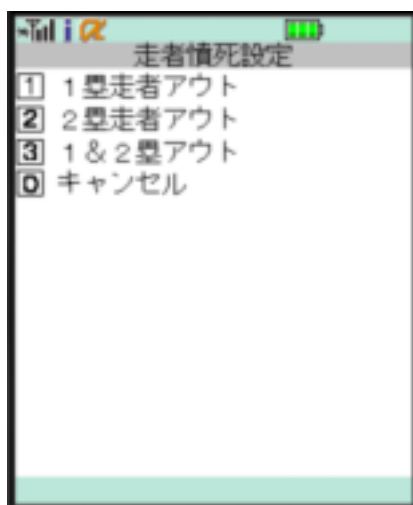 i α
走者憤死設定
1 1塁走者アウト
2 2塁走者アウト
3 1&2塁アウト
0 キャンセル